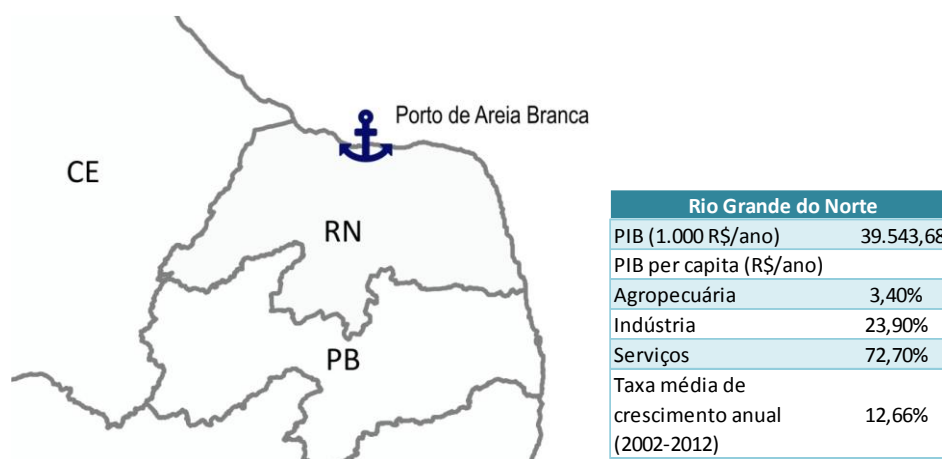 Porto de Areia Branca
CE
RN
PB
Rio Grande do Norte
PIB (1.000 R$/ano) 39.543,68
PIB per capita (R$/ano)
Agropecuária 3,40%
Indústria 23,90%
Serviços 72,70%
Taxa média de
crescimento anual 12,66%
(2002-2012)